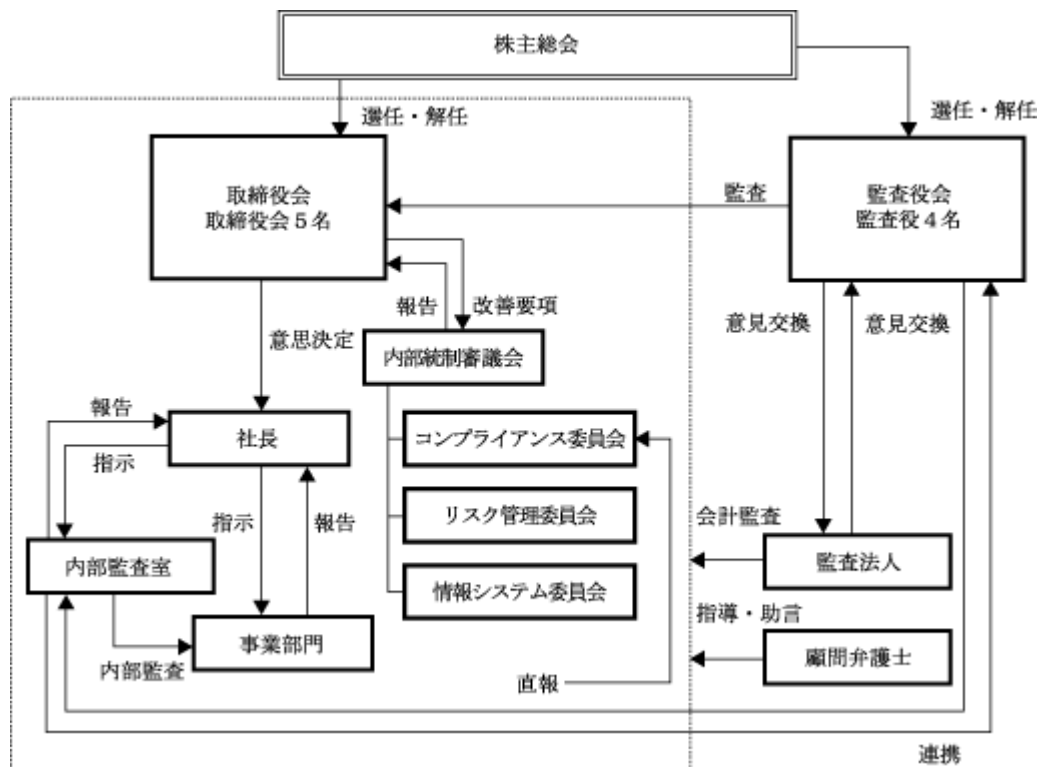 株主総会
選任・解任
選任・解任
取締役会
取締役会5名
監査
監査役会
監査役4名
報告
改善要項
意見交換
意見交換
意思決定
内部統制審議会
報告
社長
コンプライアンス委員会
指示
指示
報告
リスク管理委員会
会計監査
内部監査室
監査法人
情報システム委員会
指導・助言
事業部門
顧問弁護士
内部監査
直報
連携